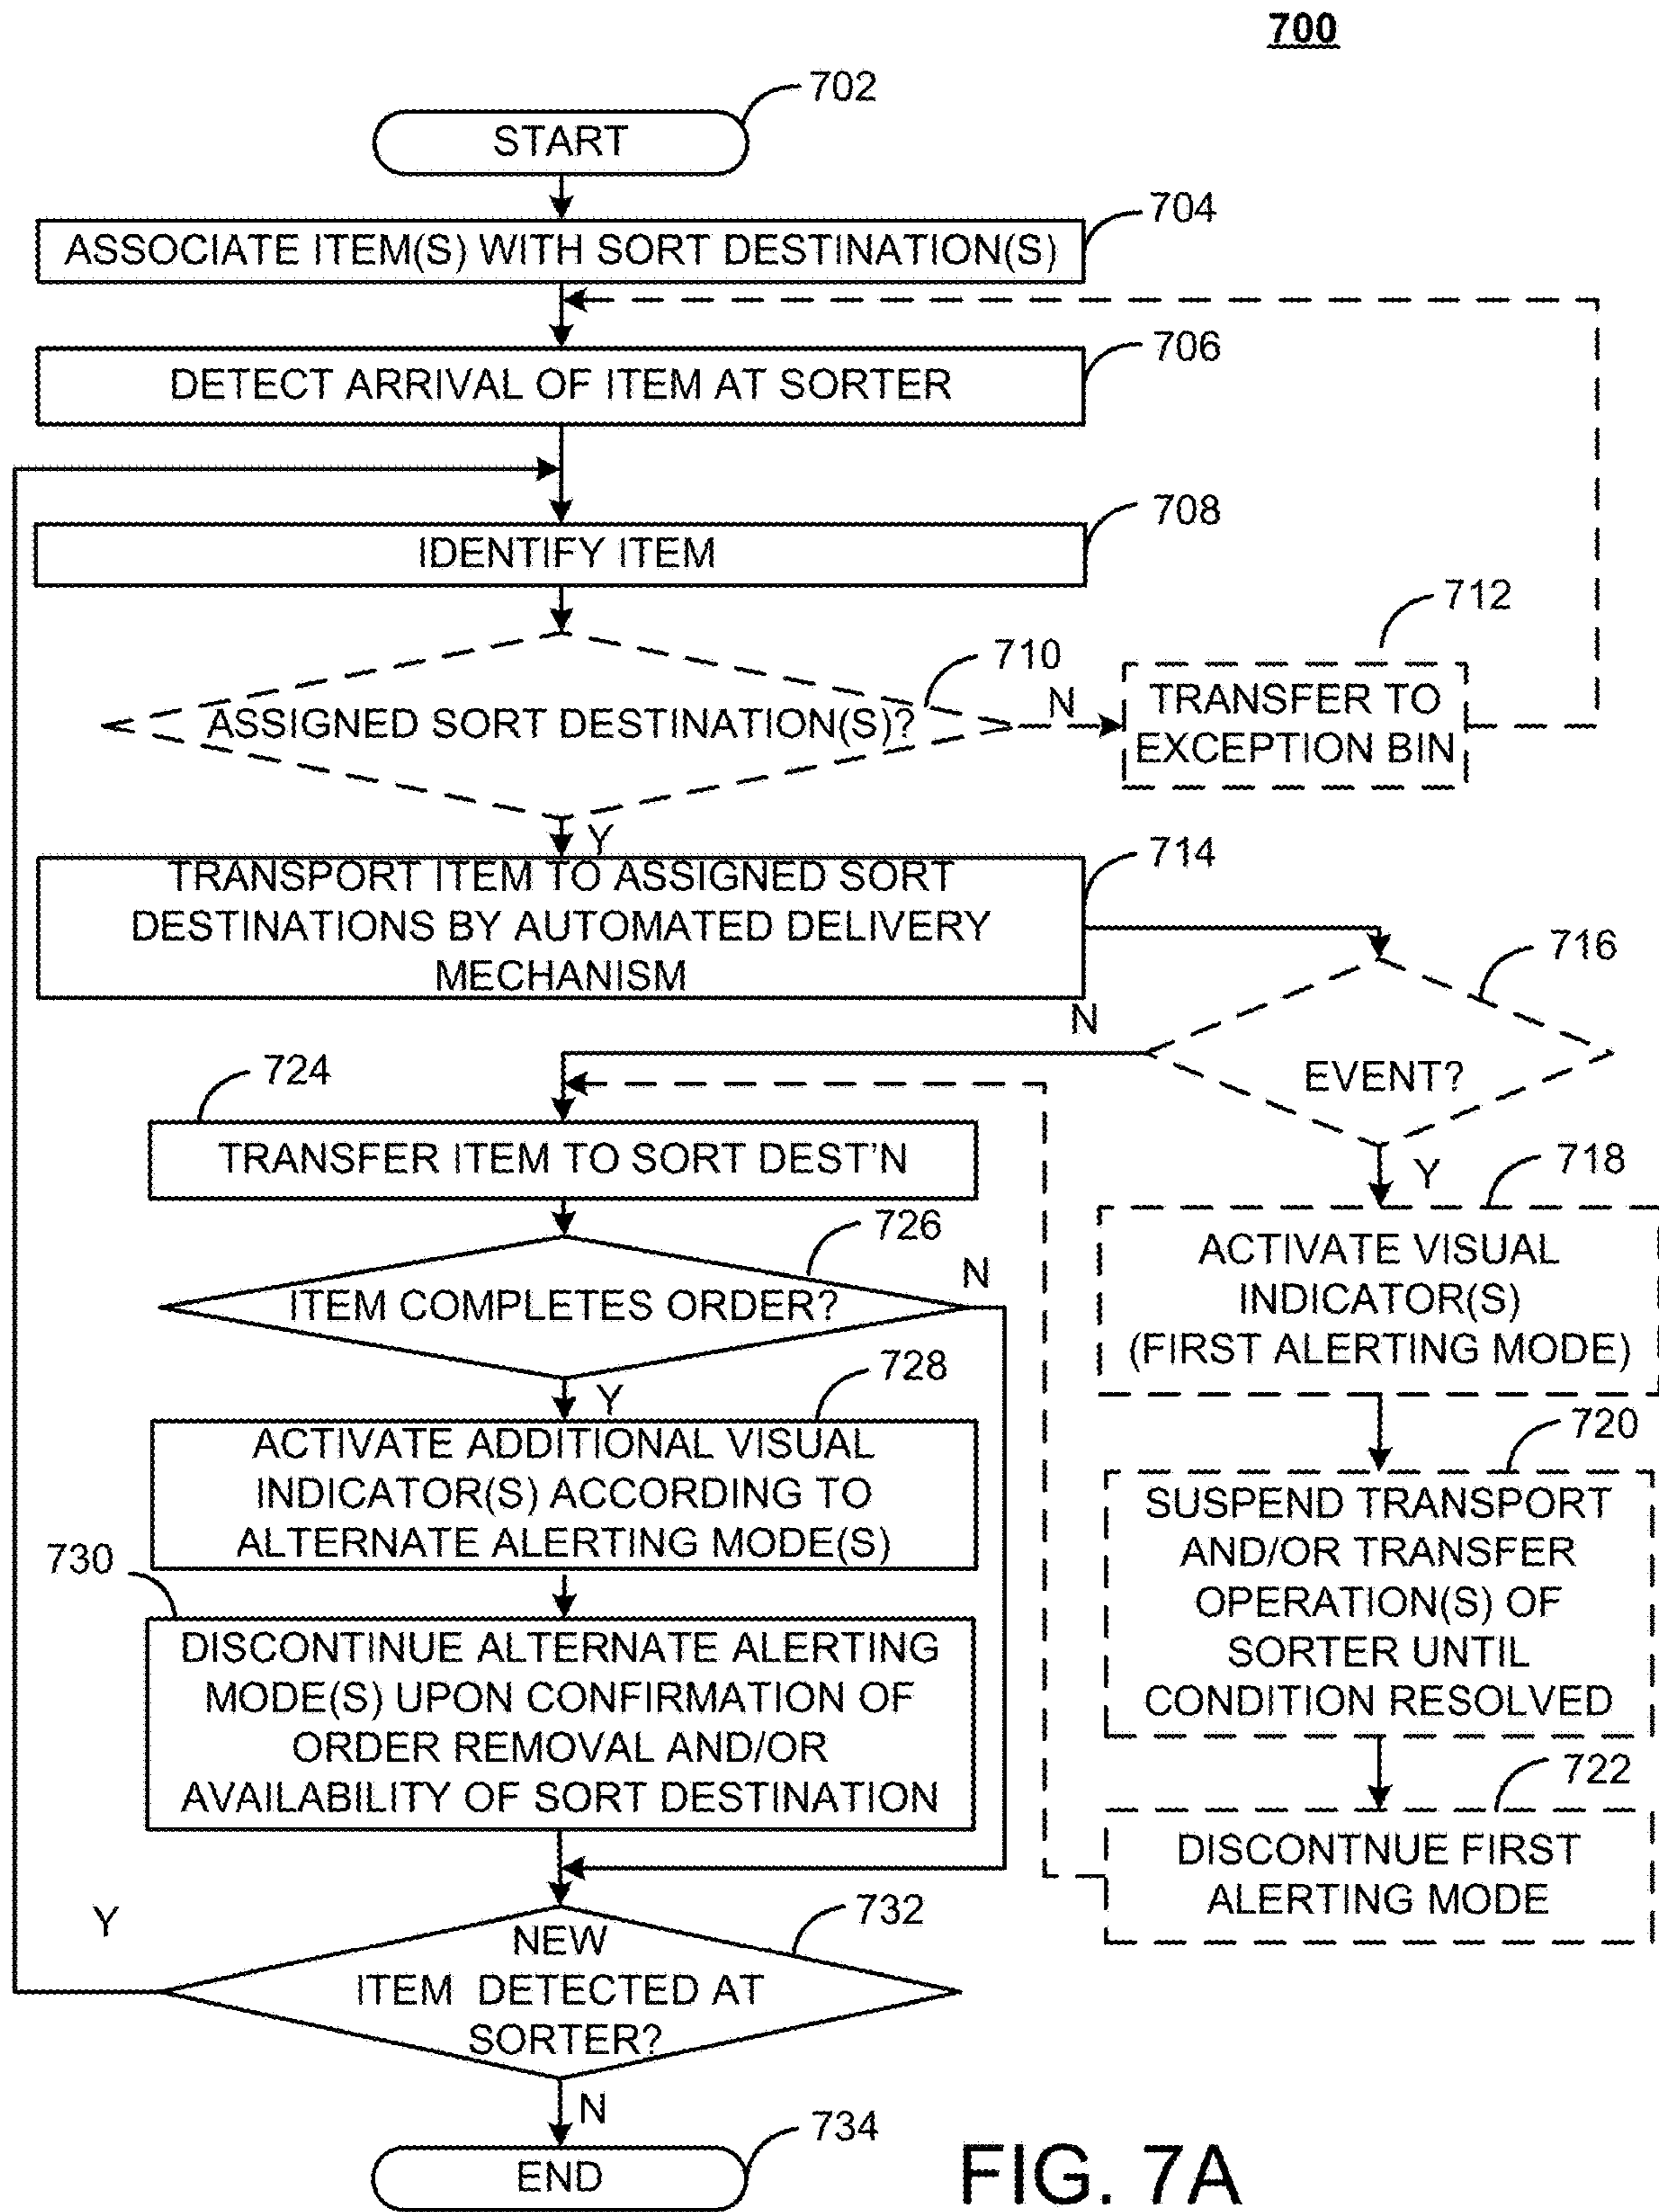 700
702
START
704
ASSOCIATE ITEM(S) WITH SORT DESTINATION(S)
706
DETECT ARRIVAL OF ITEM AT SORTER
708
IDENTIFY ITEM
710
ASSIGNED SORT DESTINATION(S)?
N
712
TRANSFER TO
EXCEPTION BIN
Y
714
TRANSPORT ITEM TO ASSIGNED SORT
DESTINATIONS BY AUTOMATED DELIVERY
MECHANISM
716
EVENT?
N
Y
718
ACTIVATE VISUAL
INDICATOR(S)
(FIRST ALERTING MODE)
720
SUSPEND TRANSPORT
AND/OR TRANSFER
OPERATION(S) OF
SORTER UNTIL
CONDITION RESOLVED
722
DISCONTNUE FIRST
ALERTING MODE
724
TRANSFER ITEM TO SORT DEST'N
726
ITEM COMPLETES ORDER?
N
Y
728
ACTIVATE ADDITIONAL VISUAL
INDICATOR(S) ACCORDING TO
ALTERNATE ALERTING MODE(S)
730
DISCONTINUE ALTERNATE ALERTING
MODE(S) UPON CONFIRMATION OF
ORDER REMOVAL AND/OR
AVAILABILITY OF SORT DESTINATION
732
NEW
ITEM DETECTED AT
SORTER?
Y
N
734
END
FIG. 7A